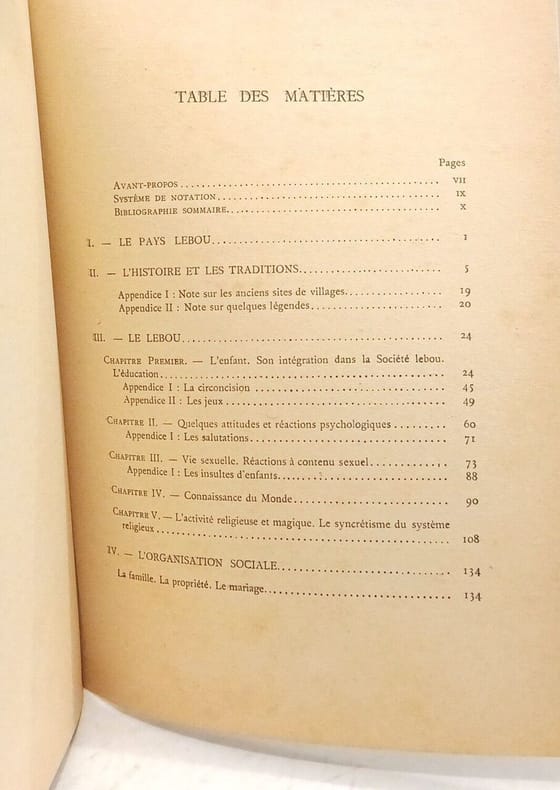 TABLE DES MATIÈRES
Pages
AVANT-PROPOS ........ VII
SYSTÈME DE NOTATION ........ IX
BIBLIOGRAPHIE SOMMAIRE ........ X
I. — LE PAYS LEBOU ........ 1
II. — L'HISTOIRE ET LES TRADITIONS ........ 5
Appendice I : Note sur les anciens sites de villages ........ 19
Appendice II : Note sur quelques légendes ........ 20
III. — LE LEBOU ........ 24
CHAPITRE PREMIER. — L'enfant. Son intégration dans la Société lebou.
L'éducation ........ 24
Appendice I : La circoncision ........ 45
Appendice II : Les jeux ........ 49
CHAPITRE II. — Quelques attitudes et réactions psychologiques ........ 60
Appendice I : Les salutations ........ 71
CHAPITRE III. — Vie sexuelle. Réactions à contenu sexuel ........ 73
Appendice I : Les insultes d'enfants ........ 88
CHAPITRE IV. — Connaissance du Monde ........ 90
CHAPITRE V. — L'activité religieuse et magique. Le syncrétisme du système
religieux ........ 108
IV. — L'ORGANISATION SOCIALE ........ 134
La famille. La propriété. Le mariage ........ 134